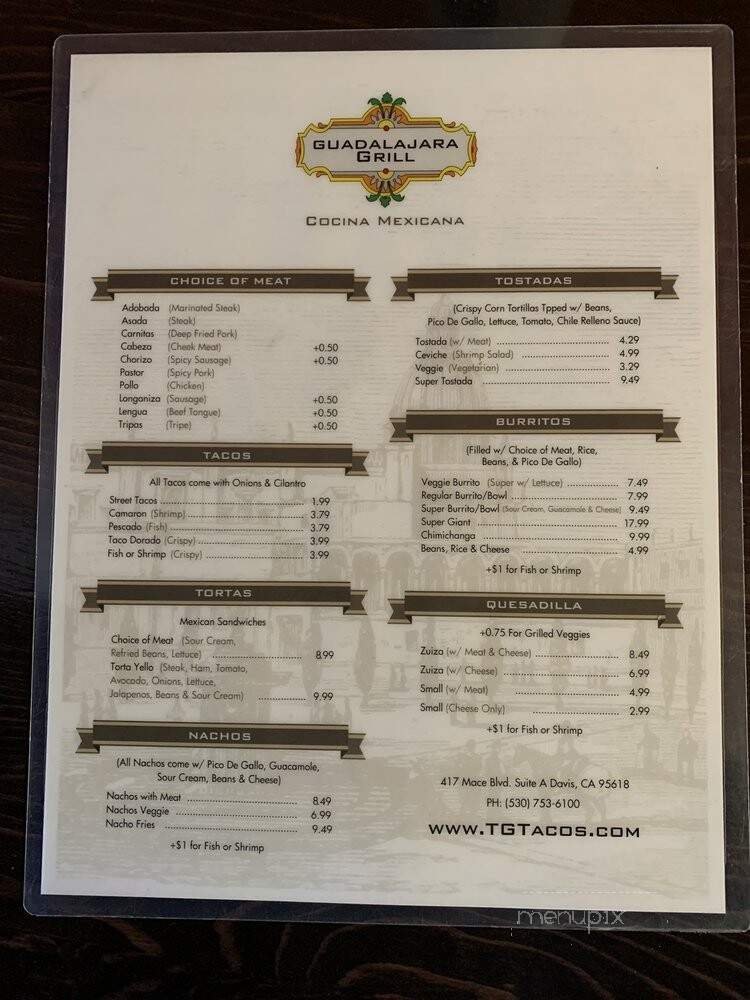 GUADALAJARA
GRILL
COCINA MEXICANA
CHOICE OF MEAT
Adobada (Marinated Steak)
Asada (Steak)
Carnitas (Deep Fried Pork)
Cabeza (Cheek Meat) +0.50
Chorizo (Spicy Sausage) +0.50
Pastor (Spicy Pork)
Pollo (Chicken)
Longaniza (Sausage) +0.50
Lengua (Beef Tongue) +0.50
Tripas (Tripe) +0.50
TACOS
All Tacos come with Onions & Cilantro
Street Tacos 1.99
Camaron (Shrimp) 3.79
Pescado (Fish) 3.79
Taco Dorado (Crispy) 3.99
Fish or Shrimp (Crispy) 3.99
TORTAS
Mexican Sandwiches
Choice of Meat (Sour Cream,
Refried Beans, Lettuce) 8.99
Torta Yello (Steak, Ham, Tomato,
Avocado, Onions, Lettuce,
Jalapenos, Beans & Sour Cream) 9.99
NACHOS
(All Nachos come w/ Pico De Gallo, Guacamole,
Sour Cream, Beans & Cheese)
Nachos with Meat 8.49
Nachos Veggie 6.99
Nacho Fries 9.49
+$1 for Fish or Shrimp
TOSTADAS
(Crispy Corn Tortillas Tpped w/ Beans,
Pico De Gallo, Lettuce, Tomato, Chile Relleno Sauce)
Tostada (w/ Meat) 4.29
Ceviche (Shrimp Salad) 4.99
Veggie (Vegetarian) 3.29
Super Tostada 9.49
BURRITOS
(Filled w/ Choice of Meat, Rice,
Beans, & Pico De Gallo)
Veggie Burrito (Super w/ Lettuce) 7.49
Regular Burrito/Bowl 7.99
Super Burrito/Bowl (Sour Cream, Guacamole & Cheese) 9.49
Super Giant 17.99
Chimichanga 9.99
Beans, Rice & Cheese 4.99
+$1 for Fish or Shrimp
QUESADILLA
+0.75 For Grilled Veggies
Zuiza (w/ Meat & Cheese) 8.49
Zuiza (w/ Cheese) 6.99
Small (w/ Meat) 4.99
Small (Cheese Only) 2.99
+$1 for Fish or Shrimp
417 Mace Blvd. Suite A Davis, CA 95618
PH: (530) 753-6100
WWW.TGTACOS.COM
menupix